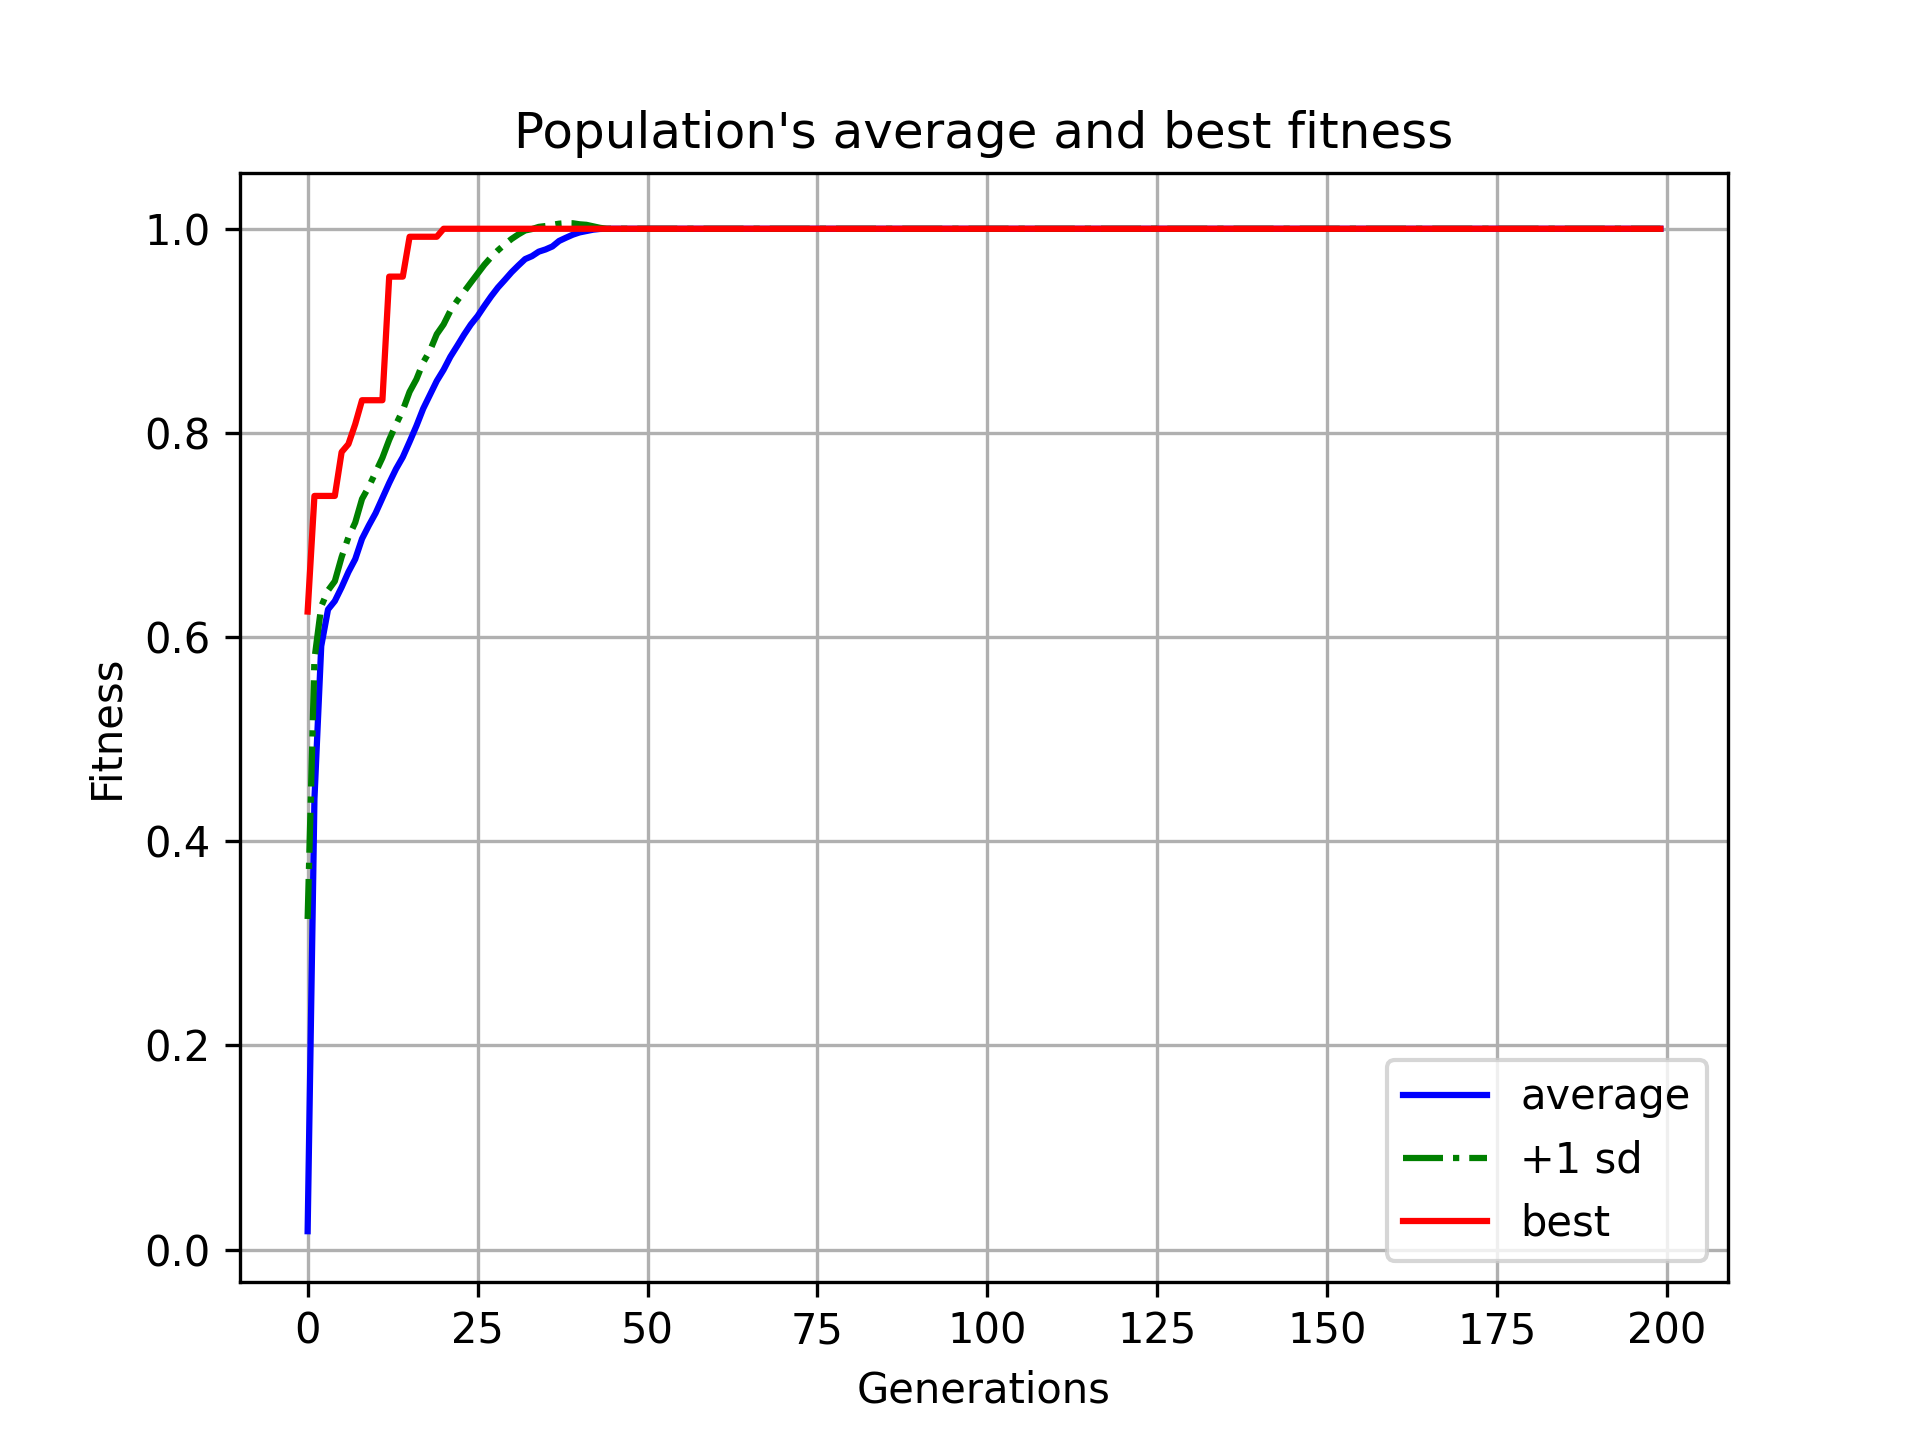 Population's average and best fitness
1.0
0.8
0.6
0.4
0.2
0.0
Fitness
0 25 50 75 100 125 150 175 200
Generations
average
+1 sd
best